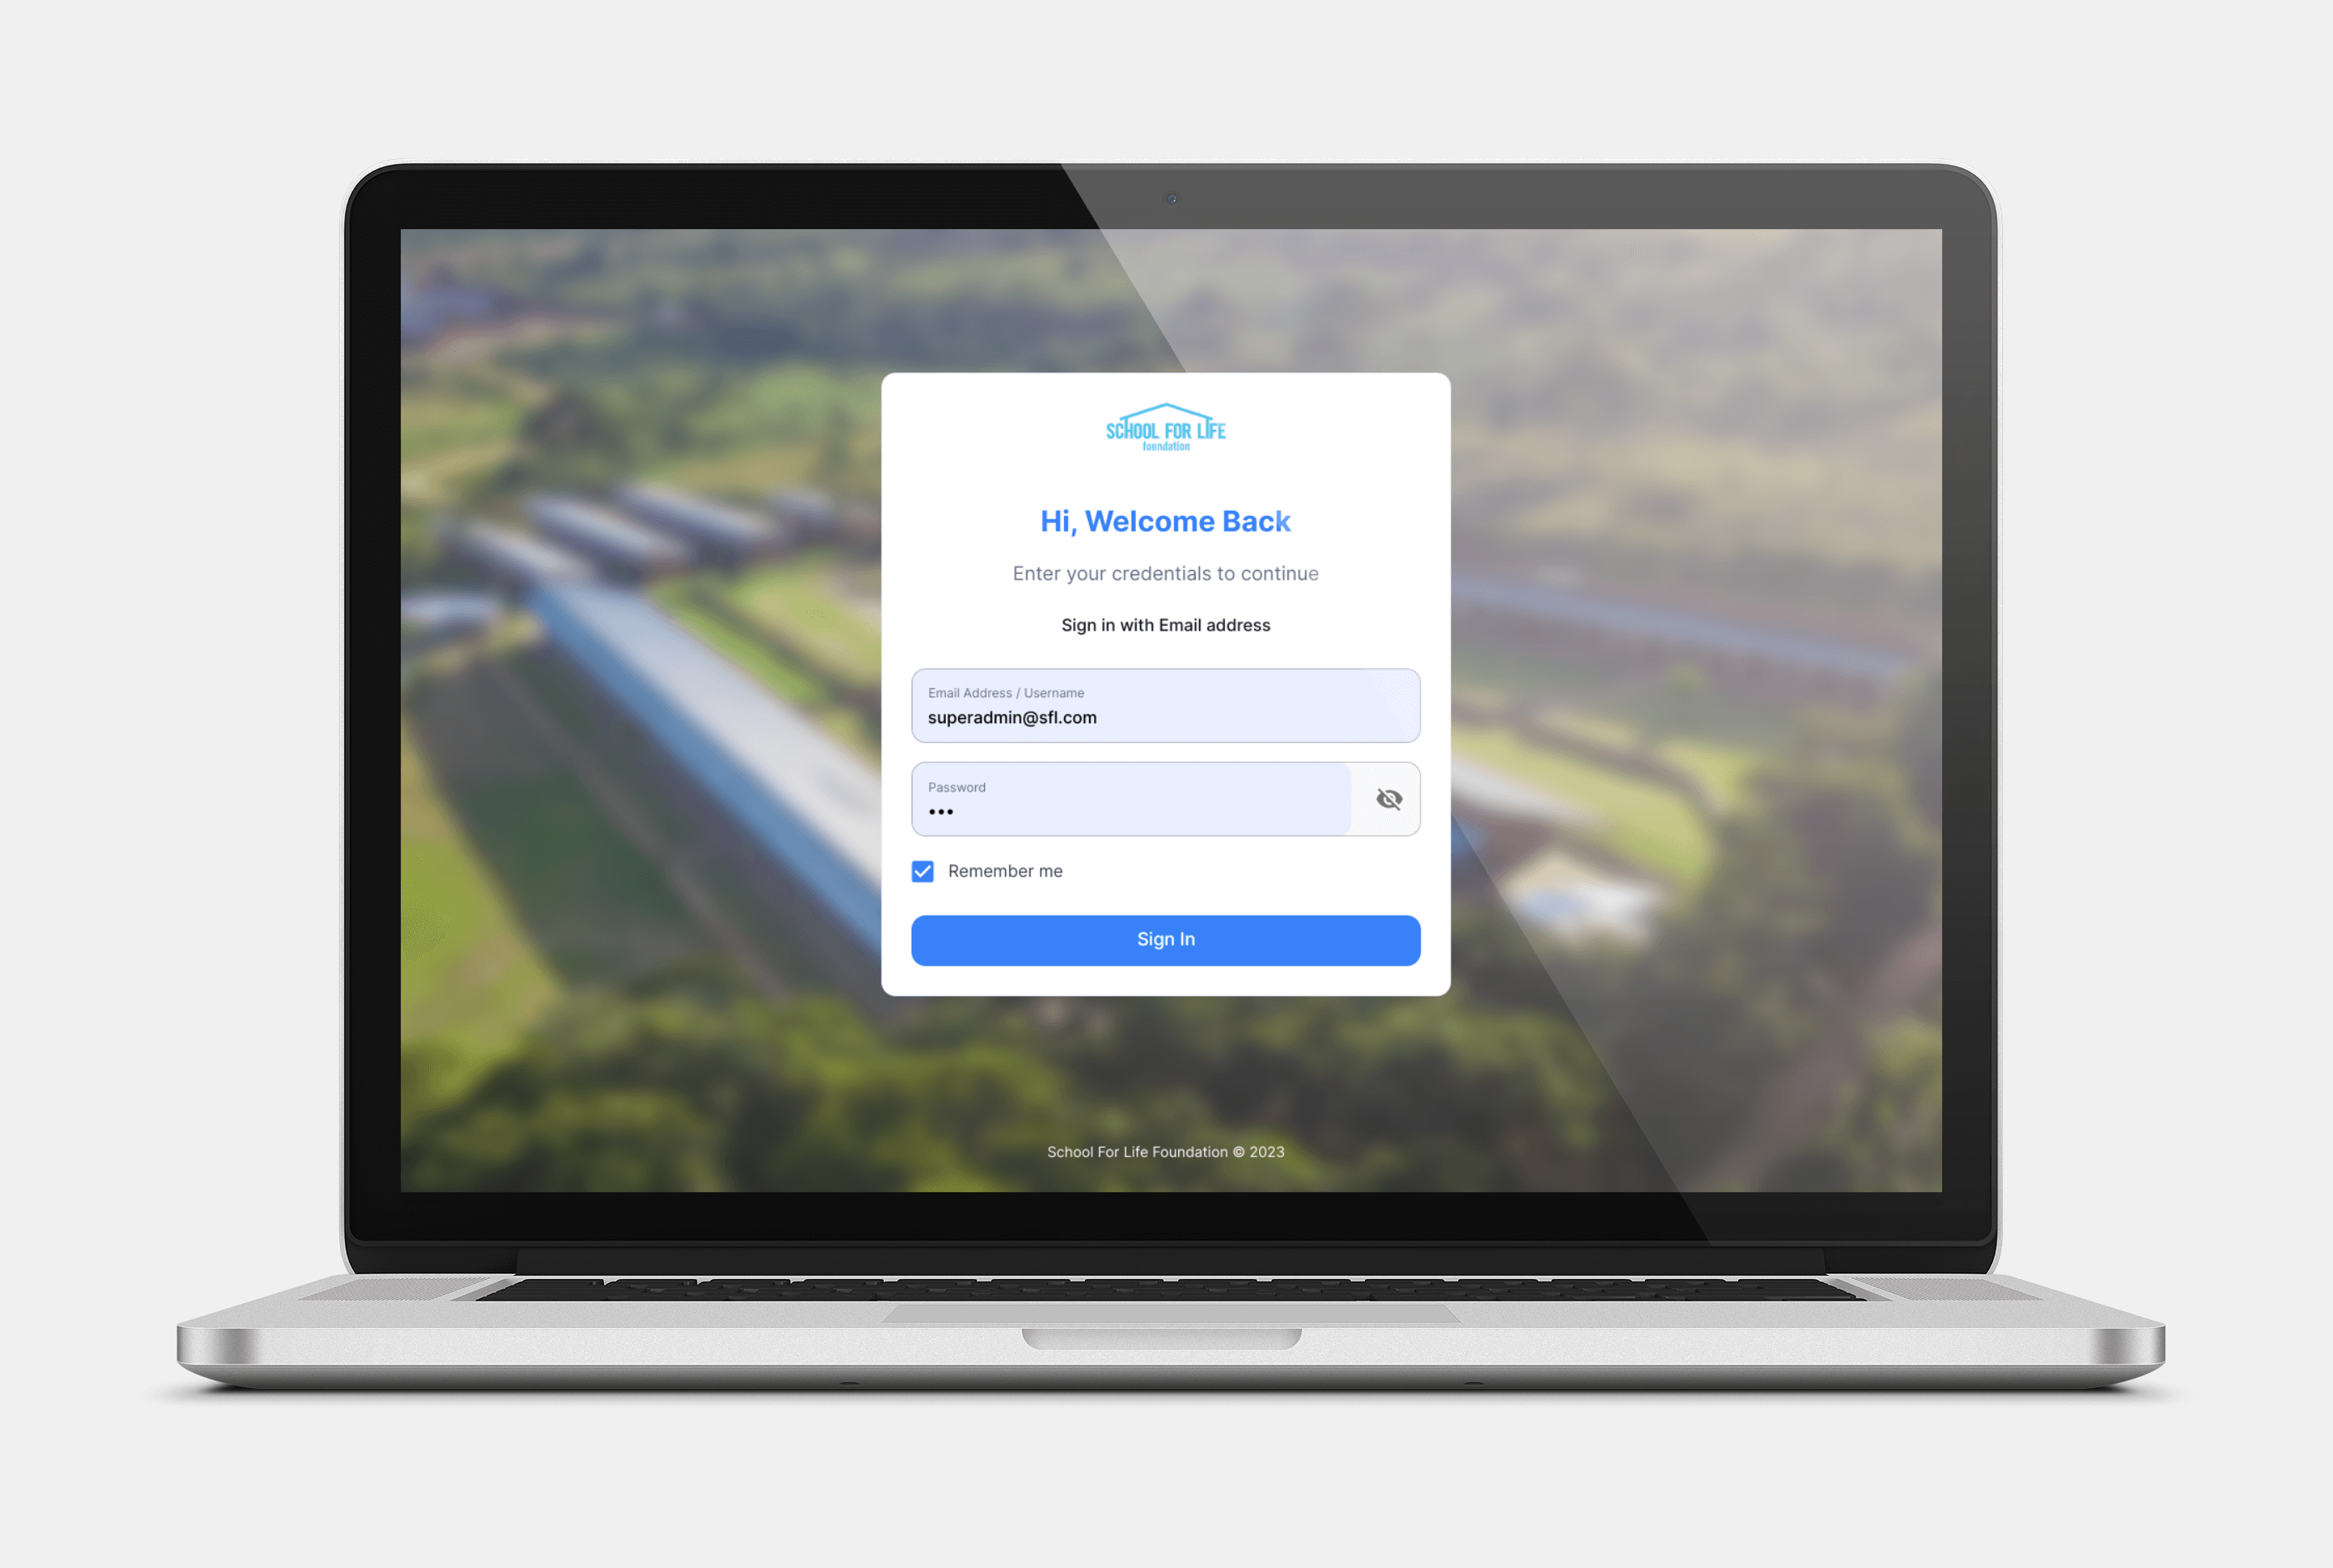 SCHOOL FOR LIFE
foundation
Hi, Welcome Back
Enter your credentials to continue
Sign in with Email address
Email Address / Username
superadmin@sfl.com
Password
•••
Remember me
Sign In
School For Life Foundation © 2023